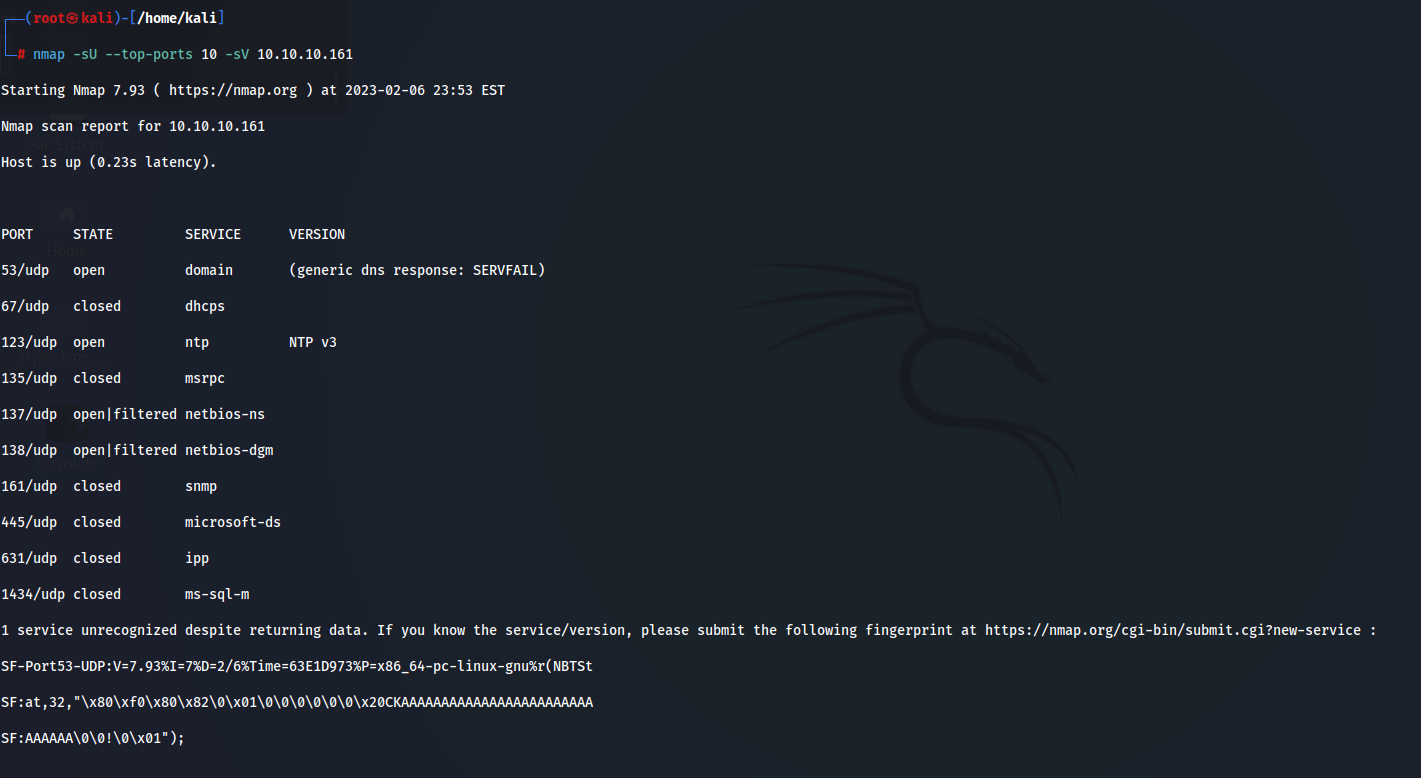 (root㉿kali)-[/home/kali]
# nmap -sU --top-ports 10 -sV 10.10.10.161
Starting Nmap 7.93 ( https://nmap.org ) at 2023-02-06 23:53 EST
Nmap scan report for 10.10.10.161
Host is up (0.23s latency).
PORT     STATE         SERVICE      VERSION
53/udp   open          domain       (generic dns response: SERVFAIL)
67/udp   closed        dhcps
123/udp  open          ntp          NTP v3
135/udp  closed        msrpc
137/udp  open|filtered netbios-ns
138/udp  open|filtered netbios-dgm
161/udp  closed        snmp
445/udp  closed        microsoft-ds
631/udp  closed        ipp
1434/udp closed        ms-sql-m
1 service unrecognized despite returning data. If you know the service/version, please submit the following fingerprint at https://nmap.org/cgi-bin/submit.cgi?new-service :
SF-Port53-UDP:V=7.93%I=7%D=2/6%Time=63E1D973%P=x86_64-pc-linux-gnu%r(NBTSt
SF:at,32,"\x80\xf0\x80\x82\0\x01\0\0\0\0\0\0\x20CKAAAAAAAAAAAAAAAAAAAAAAAA
SF:AAAAAA\0\0!\0\x01");
File System
Home